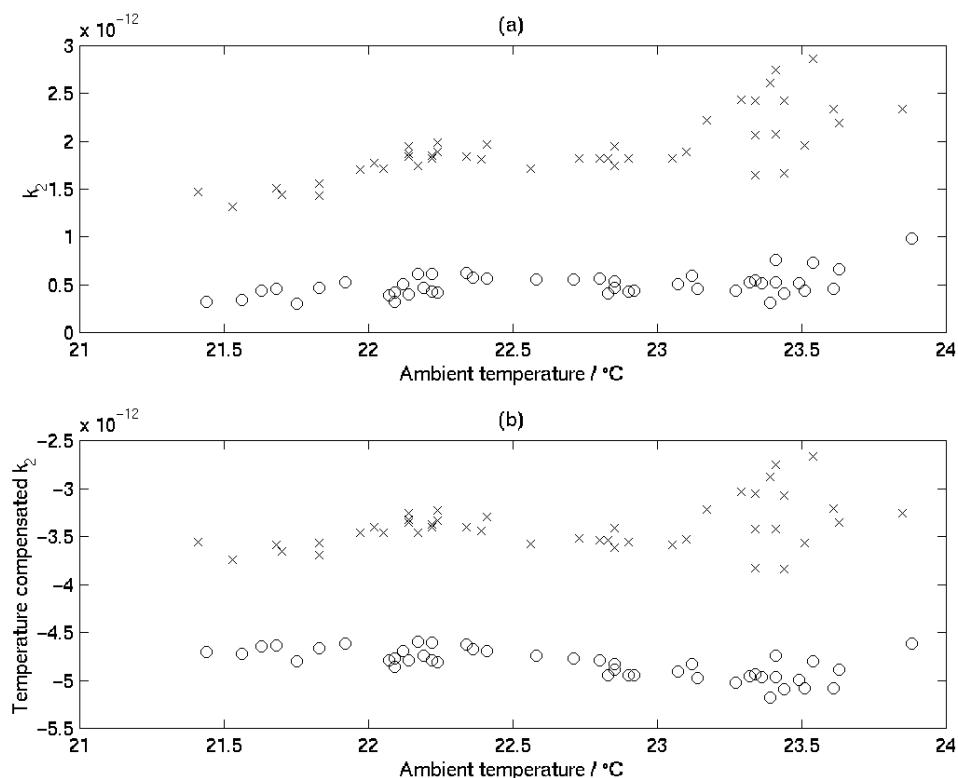 (a)
x 10⁻¹²
3
2.5
2
1.5
1
0.5
0
k₂
21 21.5 22 22.5 23 23.5 24
Ambient temperature / °C
(b)
x 10⁻¹²
−2.5
−3
−3.5
−4
−4.5
−5
−5.5
Temperature compensated k₂
21 21.5 22 22.5 23 23.5 24
Ambient temperature / °C